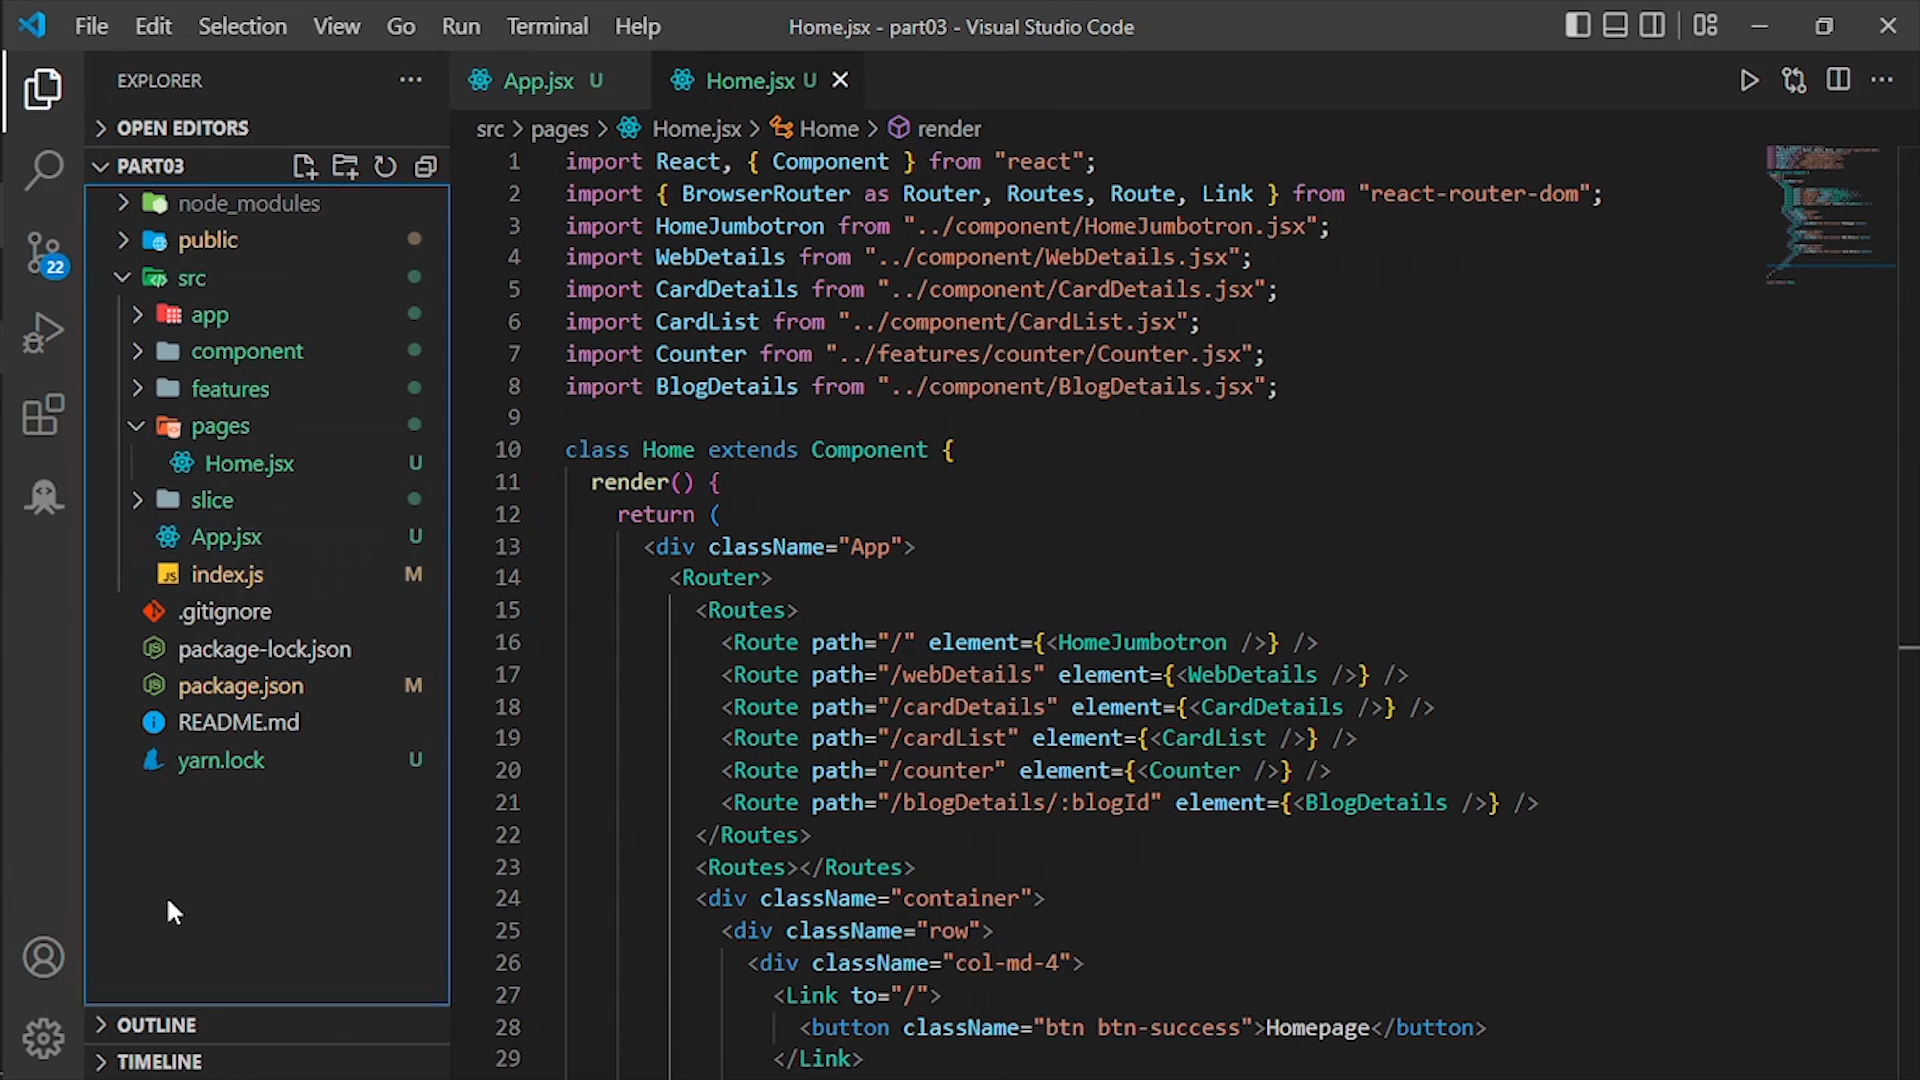 File Edit Selection View Go Run Terminal Help Home.jsx - part03 - Visual Studio Code
EXPLORER
OPEN EDITORS
PART03
node_modules
public
src
app
component
features
pages
Home.jsx U
slice
App.jsx U
index.js M
.gitignore
package-lock.json
package.json M
README.md
yarn.lock U
OUTLINE
TIMELINE
22
App.jsx U Home.jsx U
src > pages > Home.jsx > Home > render
1 import React, { Component } from "react";
2 import { BrowserRouter as Router, Routes, Route, Link } from "react-router-dom";
3 import HomeJumbotron from "../component/HomeJumbotron.jsx";
4 import WebDetails from "../component/WebDetails.jsx";
5 import CardDetails from "../component/CardDetails.jsx";
6 import CardList from "../component/CardList.jsx";
7 import Counter from "../features/counter/Counter.jsx";
8 import BlogDetails from "../component/BlogDetails.jsx";
9
10 class Home extends Component {
11 render() {
12 return (
13 <div className="App">
14 <Router>
15 <Routes>
16 <Route path="/" element={<HomeJumbotron />} />
17 <Route path="/webDetails" element={<WebDetails />} />
18 <Route path="/cardDetails" element={<CardDetails />} />
19 <Route path="/cardList" element={<CardList />} />
20 <Route path="/counter" element={<Counter />} />
21 <Route path="/blogDetails/:blogId" element={<BlogDetails />} />
22 </Routes>
23 <Routes></Routes>
24 <div className="container">
25 <div className="row">
26 <div className="col-md-4">
27 <Link to="/">
28 <button className="btn btn-success">Homepage</button>
29 </Link>